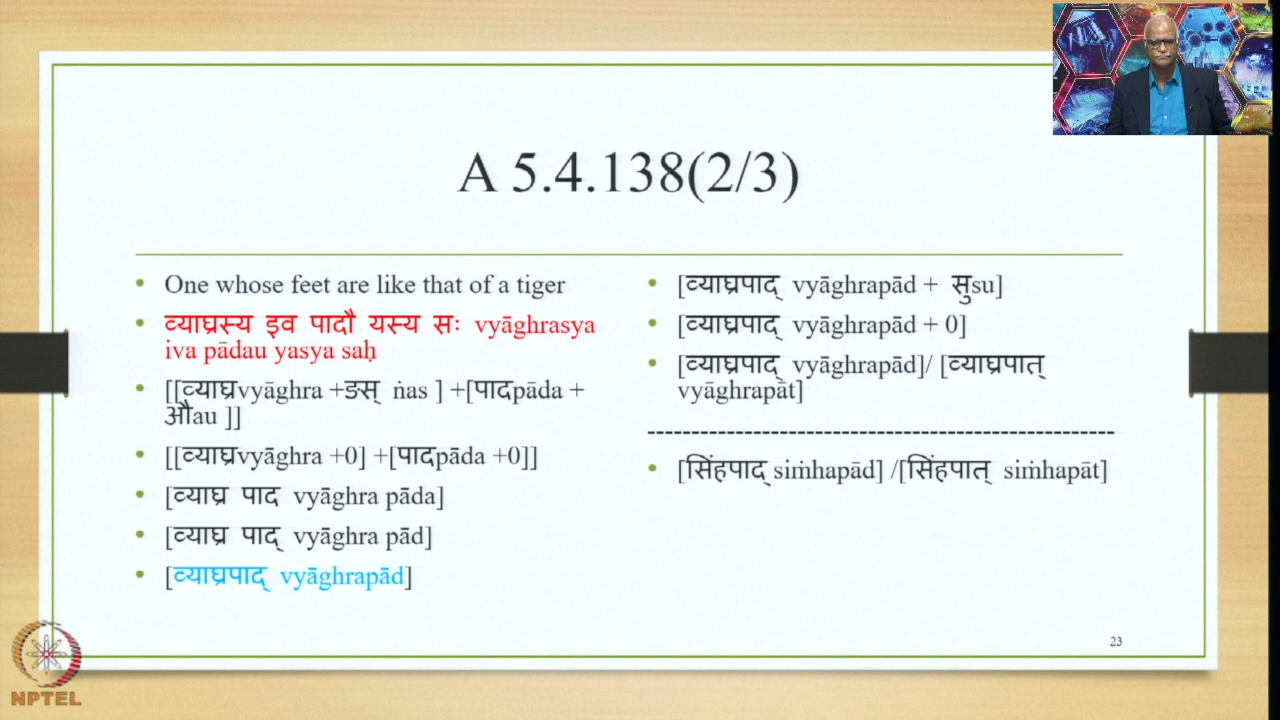 A 5.4.138(2/3)
• One whose feet are like that of a tiger
• व्याघ्रस्य इव पादौ यस्य सः vyāghrasya
iva pādau yasya saḥ
• [[व्याघ्रvyāghra +ङस् ṅas ] +[पादpāda +
औau ]]
• [[व्याघ्रvyāghra +0] +[पादpāda +0]]
• [व्याघ्र पाद vyāghra pāda]
• [व्याघ्र पाद् vyāghra pād]
• [व्याघ्रपाद् vyāghrapād]
• [व्याघ्रपाद् vyāghrapād + सुsu]
• [व्याघ्रपाद् vyāghrapād + 0]
• [व्याघ्रपाद् vyāghrapād]/ [व्याघ्रपात्
vyāghrapāt]
-----------------------------------------------------
• [सिंहपाद् siṁhapād] /[सिंहपात् siṁhapāt]
23
NPTEL